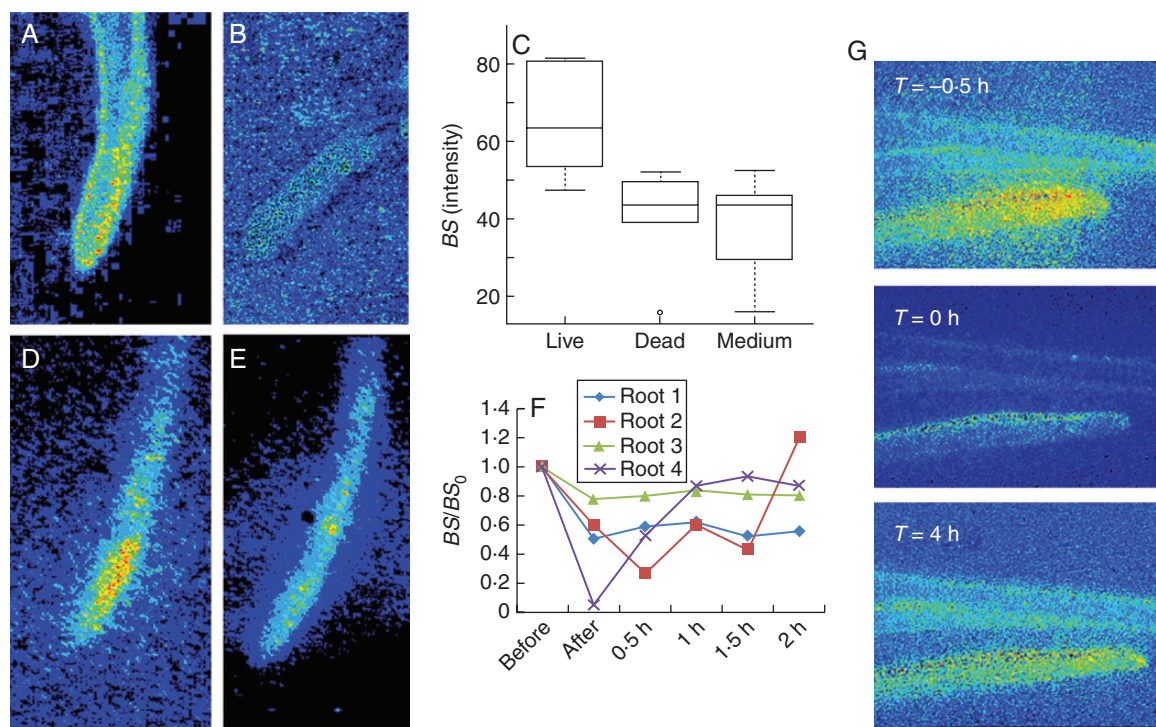 A
B
C
BS (intensity)
80
60
40
20
Live Dead Medium
D
E
F
Root 1
Root 2
Root 3
Root 4
BS/BS₀
1·4
1·2
1·0
0·8
0·6
0·4
0·2
0
Before After 0·5 h 1 h 1·5 h 2 h
G
T = –0·5 h
T = 0 h
T = 4 h